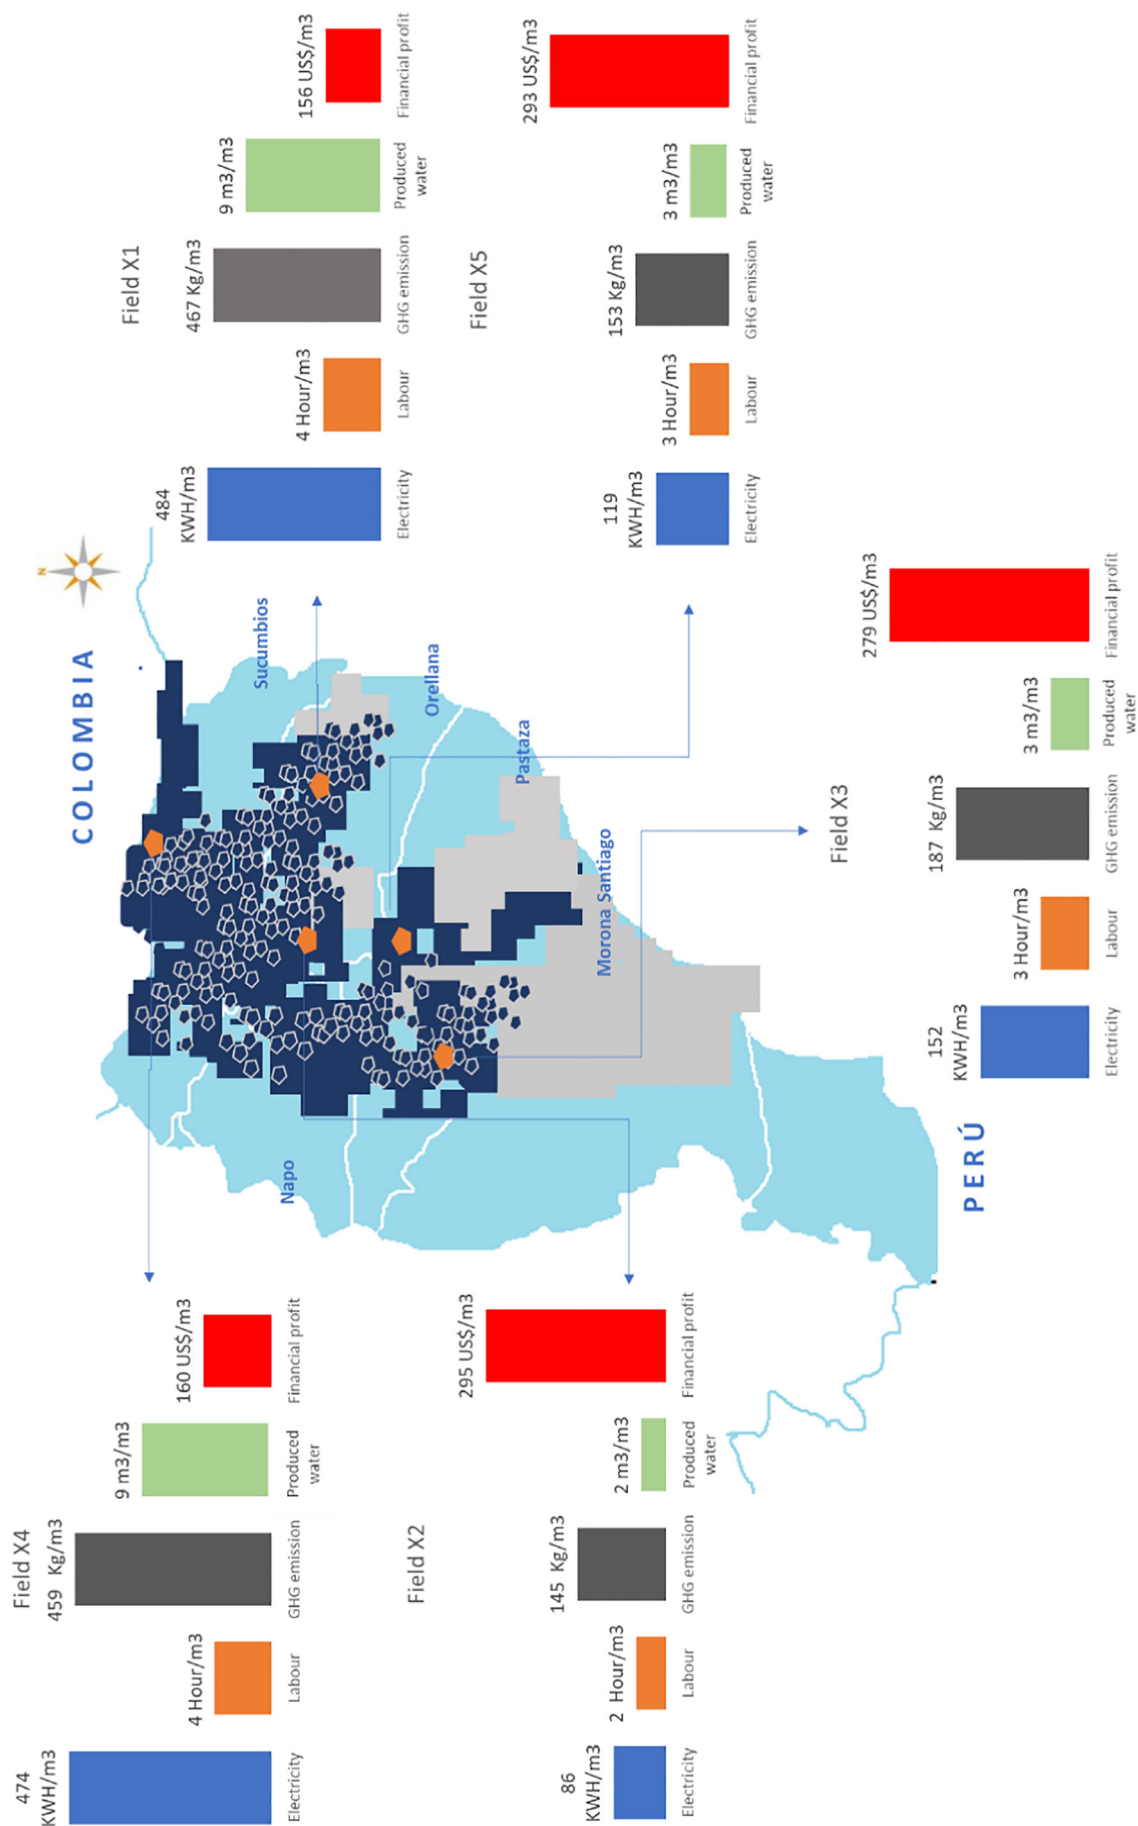 COLOMBIA
N
Sucumbios
Orellana
Pastaza
Morona Santiago
Napo
PERÚ
Field X4
474
KWH/m3
4 Hour/m3
459 Kg/m3
9 m3/m3
160 US$/m3
Electricity
Labour
GHG emission
Produced
water
Financial profit
Field X1
484
KWH/m3
4 Hour/m3
467 Kg/m3
9 m3/m3
156 US$/m3
Electricity
Labour
GHG emission
Produced
water
Financial profit
Field X2
86
KWH/m3
2 Hour/m3
145 Kg/m3
2 m3/m3
295 US$/m3
Electricity
Labour
GHG emission
Produced
water
Financial profit
Field X5
119
KWH/m3
3 Hour/m3
153 Kg/m3
3 m3/m3
293 US$/m3
Electricity
Labour
GHG emission
Produced
water
Financial profit
Field X3
152
KWH/m3
3 Hour/m3
187 Kg/m3
3 m3/m3
279 US$/m3
Electricity
Labour
GHG emission
Produced
water
Financial profit